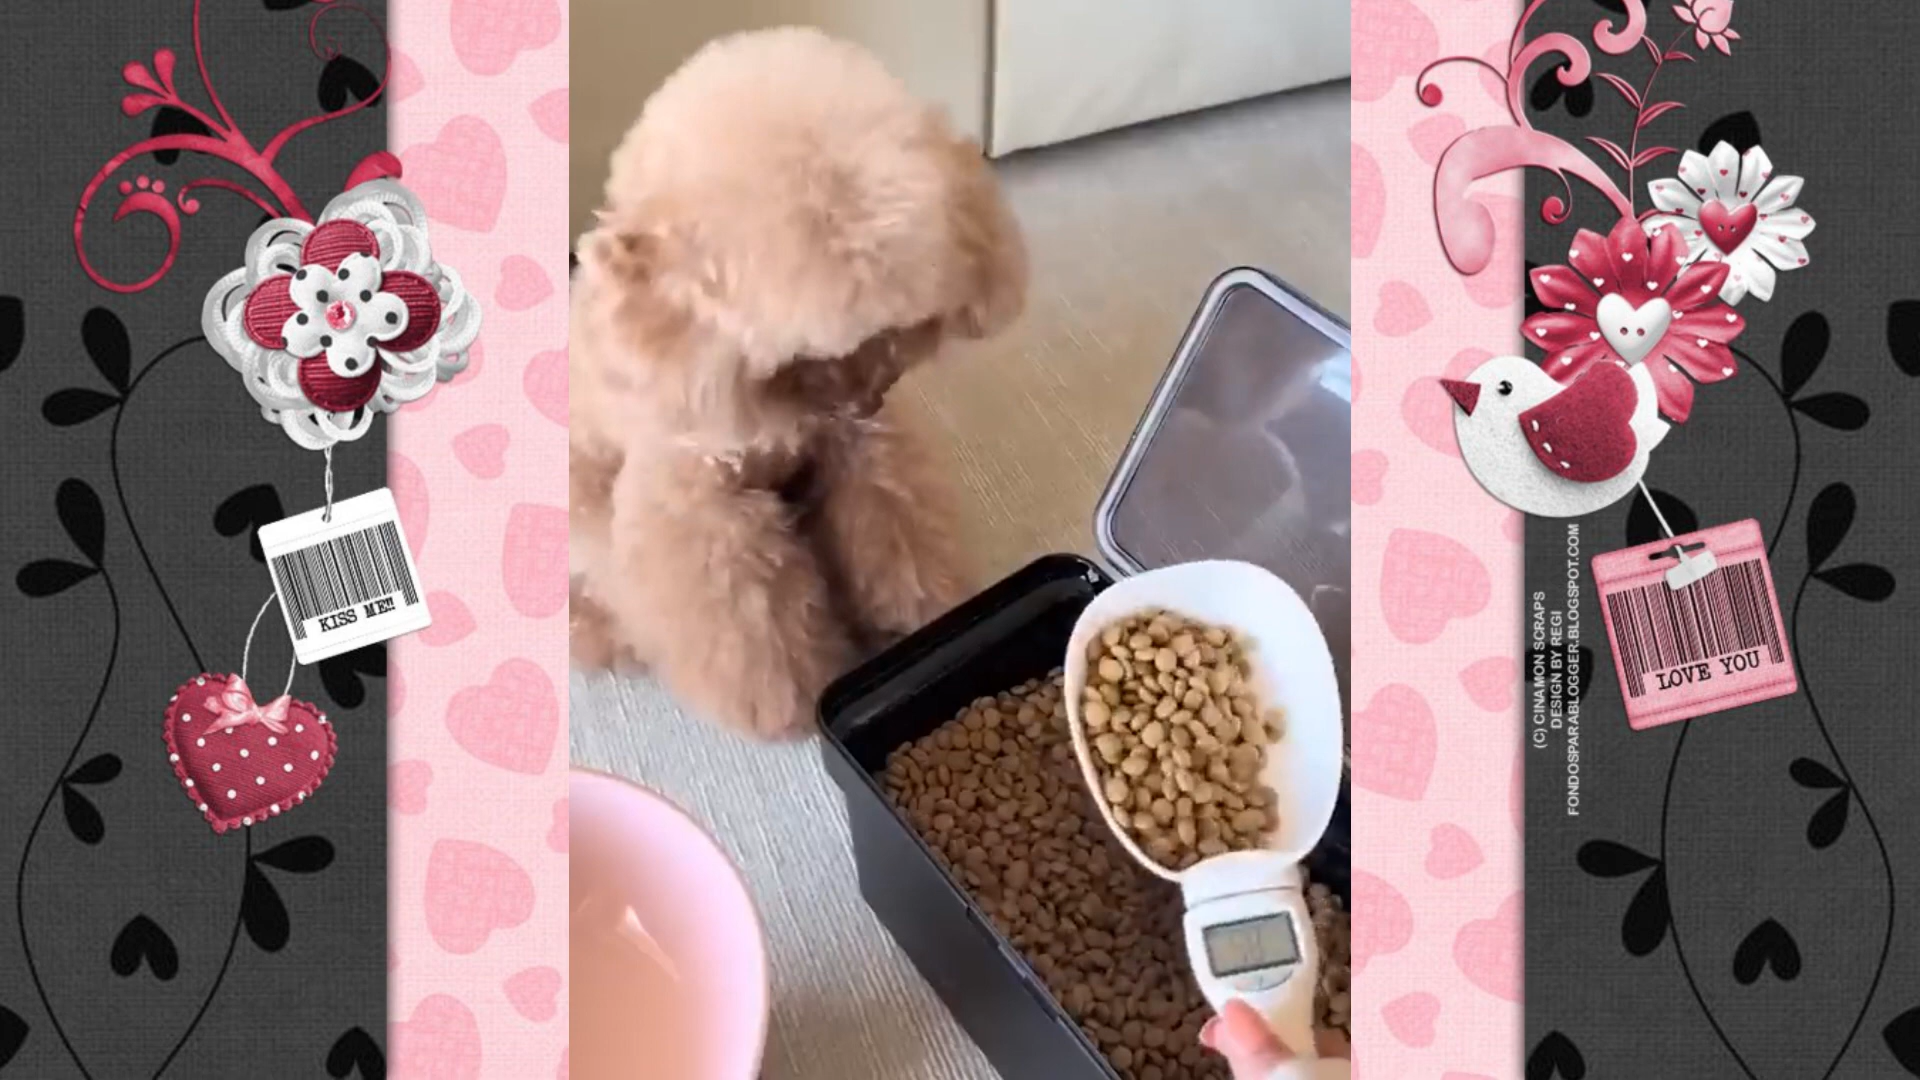 KISS ME!!
(C) CINAMON SCRAPS
DESIGN BY REGI
FONDOSPARABLOGGER.BLOGSPOT.COM
LOVE YOU